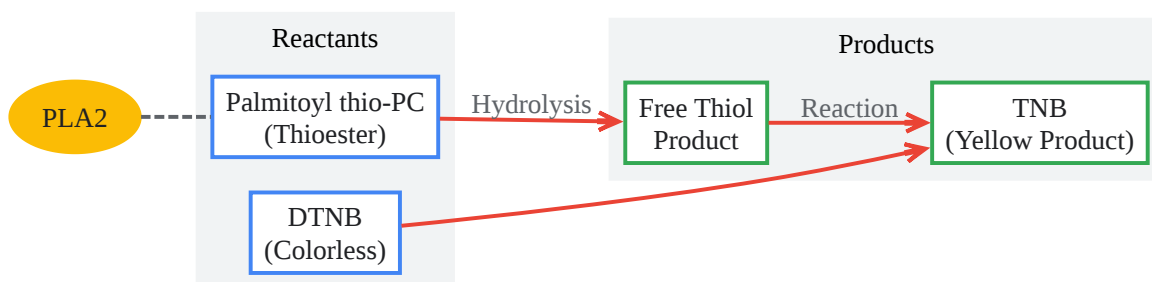 Reactants
Products
PLA2
Palmitoyl thio-PC
(Thioester)
Hydrolysis
Free Thiol
Product
Reaction
TNB
(Yellow Product)
DTNB
(Colorless)